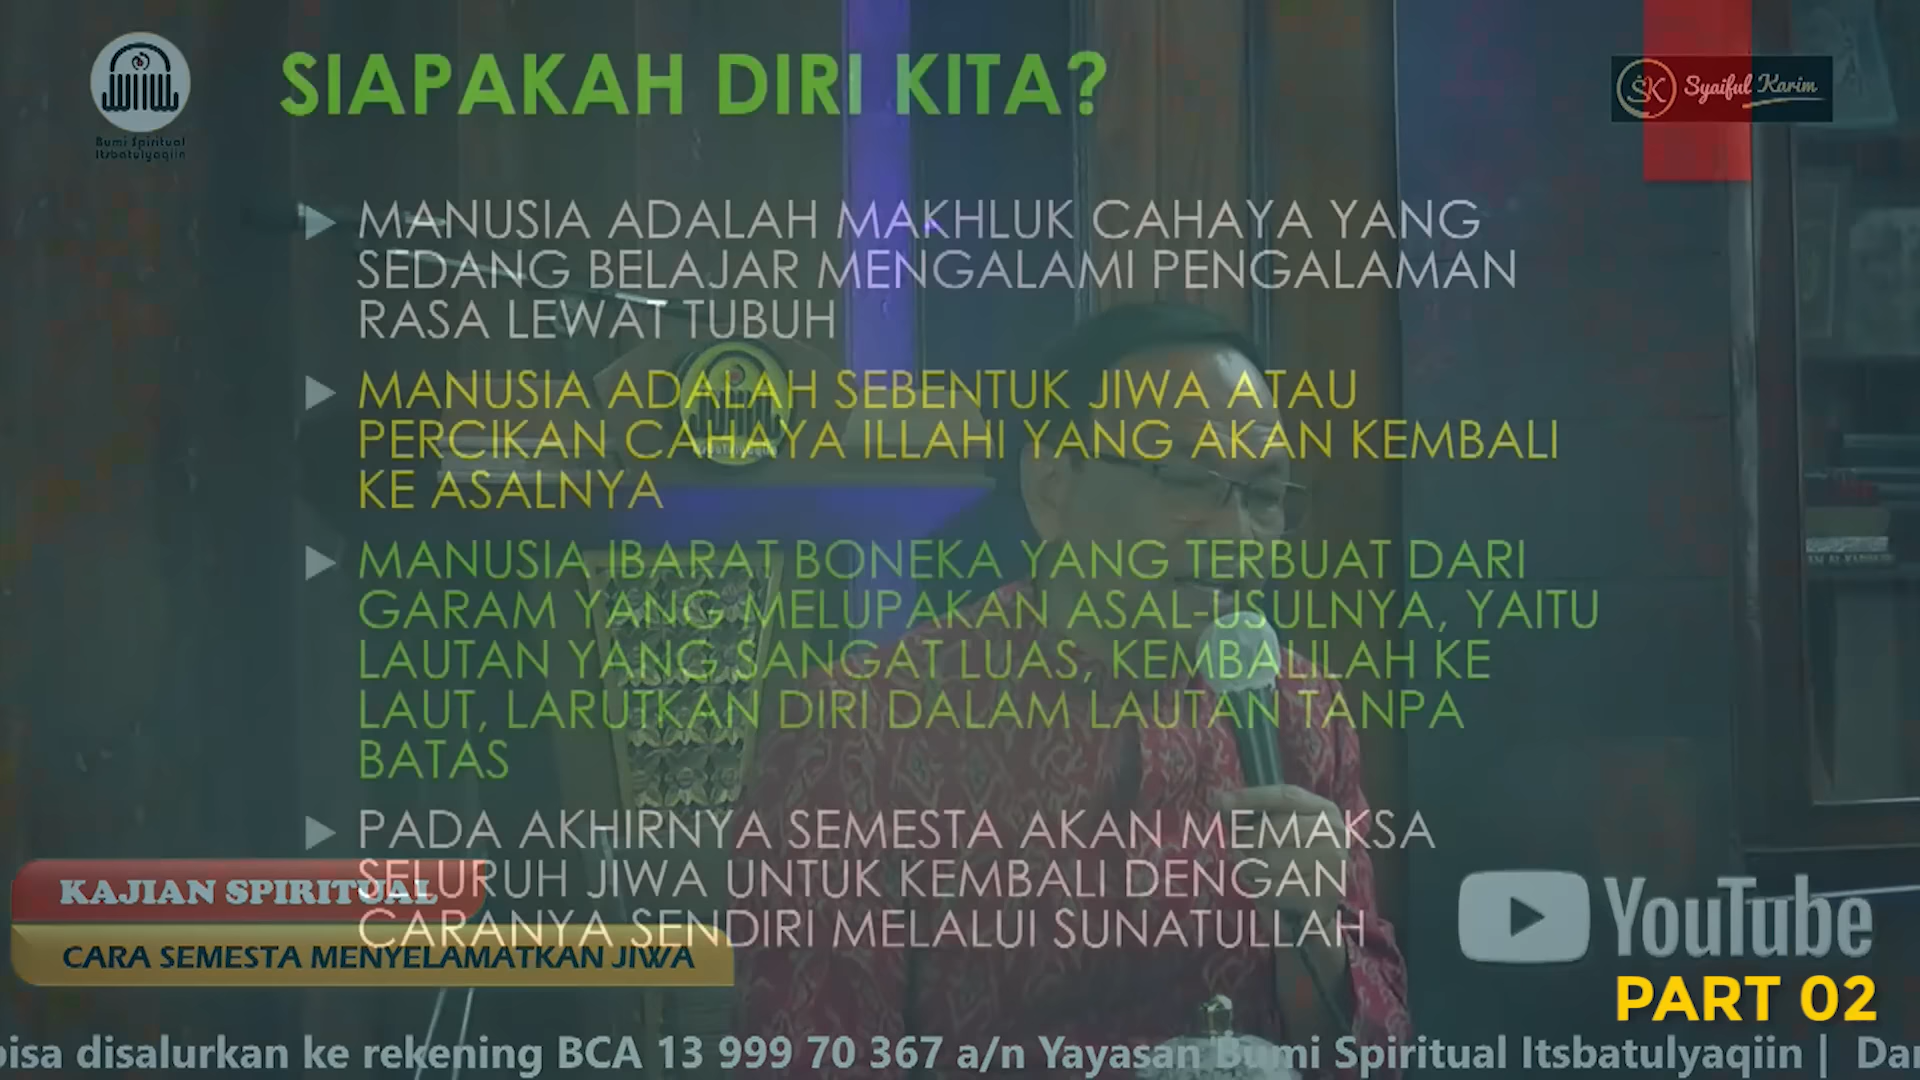 SIAPAKAH DIRI KITA?
Bumi Spiritual
Itsbatulyaqiin
SK Syaiful Karim
MANUSIA ADALAH MAKHLUK CAHAYA YANG
SEDANG BELAJAR MENGALAMI PENGALAMAN
RASA LEWAT TUBUH
MANUSIA ADALAH SEBENTUK JIWA ATAU
PERCIKAN CAHAYA ILLAHI YANG AKAN KEMBALI
KE ASALNYA
MANUSIA IBARAT BONEKA YANG TERBUAT DARI
GARAM YANG MELUPAKAN ASAL-USULNYA, YAITU
LAUTAN YANG SANGAT LUAS, KEMBALILAH KE
LAUT, LARUTKAN DIRI DALAM LAUTAN TANPA
BATAS
PADA AKHIRNYA SEMESTA AKAN MEMAKSA
SELURUH JIWA UNTUK KEMBALI DENGAN
CARANYA SENDIRI MELALUI SUNATULLAH
KAJIAN SPIRITUAL
CARA SEMESTA MENYELAMATKAN JIWA
YouTube
PART 02
bisa disalurkan ke rekening BCA 13 999 70 367 a/n Yayasan Bumi Spiritual Itsbatulyaqiin |